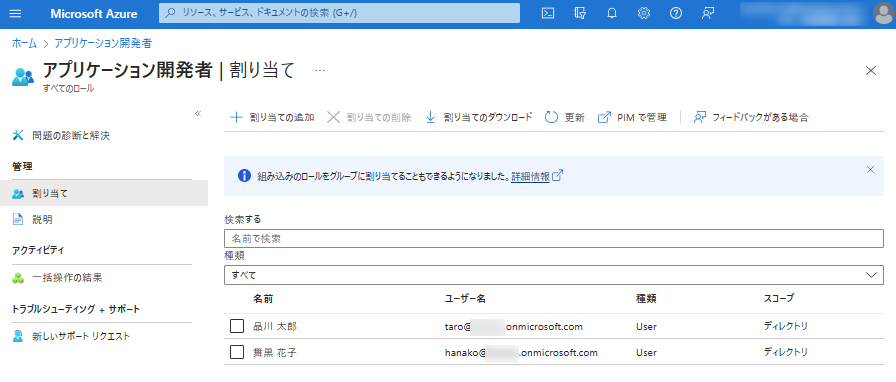 Microsoft Azure
リソース、サービス、ドキュメントの検索 (G+/)
ホーム > アプリケーション開発者
アプリケーション開発者 | 割り当て ...
すべてのロール
«
問題の診断と解決
管理
割り当て
説明
アクティビティ
一括操作の結果
トラブルシューティング + サポート
新しいサポート リクエスト
割り当ての追加 割り当ての削除 割り当てのダウンロード 更新 PIM で管理 フィードバックがある場合
組み込みのロールをグループに割り当てることもできるようになりました。詳細情報
検索する
名前で検索
種類
すべて
名前 ユーザー名 種類 スコープ
品川 太郎 taro@ .onmicrosoft.com User ディレクトリ
舞黒 花子 hanako@ .onmicrosoft.com User ディレクトリ